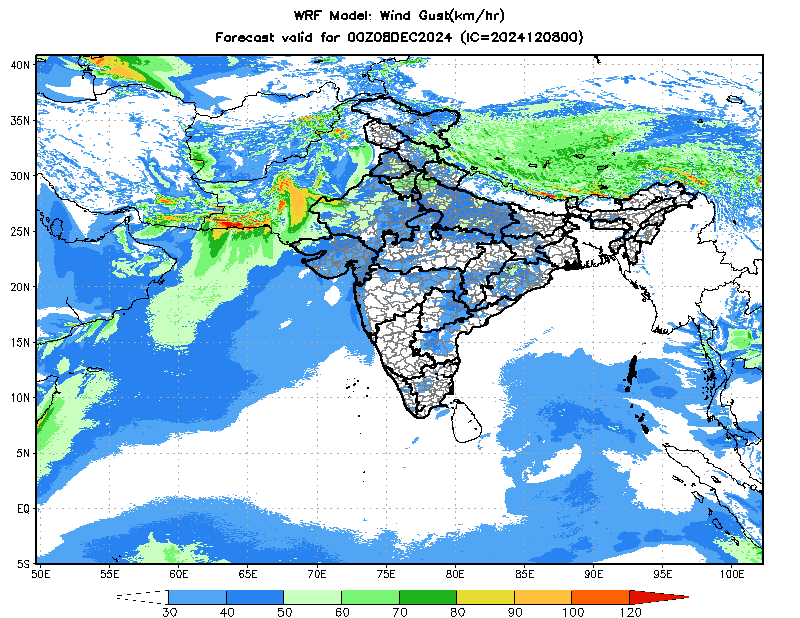 WRF Model: Wind Gust(km/hr)
Forecast valid for 00Z08DEC2024 (IC=2024120800)
40N
35N
30N
25N
20N
15N
10N
5N
EQ
5S
50E 55E 60E 65E 70E 75E 80E 85E 90E 95E 100E
30 40 50 60 70 80 90 100 120